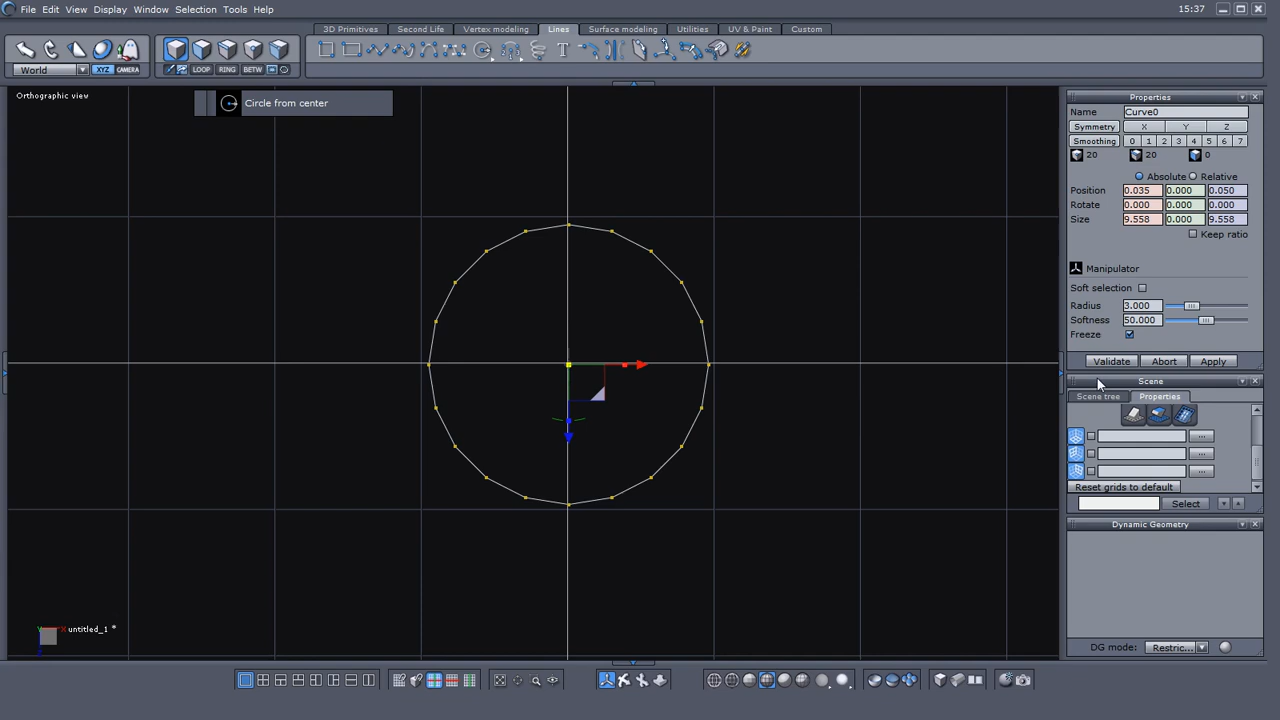 File Edit View Display Window Selection Tools Help 15:37
3D Primitives Second Life Vertex modeling Lines Surface modeling Utilities UV & Paint Custom
World XYZ CAMERA LOOP RING BETW
Orthographic view
Circle from center
Properties
Name Curve0
Symmetry X Y Z
Smoothing 0 1 2 3 4 5 6 7
20 20 0
Absolute Relative
Position 0.035 0.000 0.050
Rotate 0.000 0.000 0.000
Size 9.558 0.000 9.558
Keep ratio
Manipulator
Soft selection
Radius 3.000
Softness 50.000
Freeze
Validate Abort Apply
Scene
Scene tree Properties
...
...
...
Reset grids to default
Select
Dynamic Geometry
DG mode: Restric...
untitled_1 *